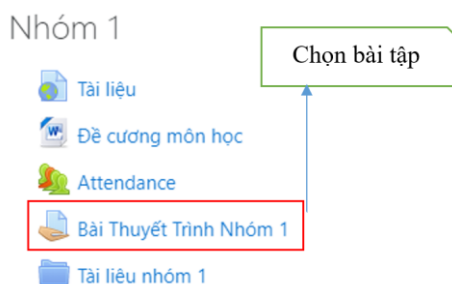 Nhóm 1
Chọn bài tập
Tài liệu
Đề cương môn học
Attendance
Bài Thuyết Trình Nhóm 1
Tài liệu nhóm 1